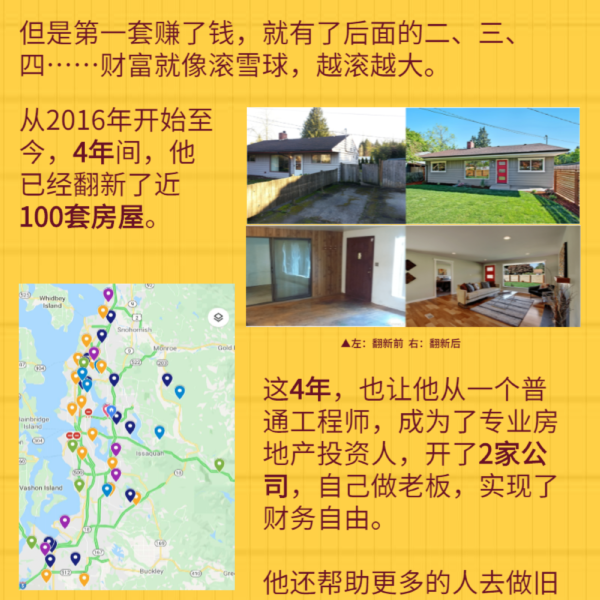 但是第一套赚了钱，就有了后面的二、三、
四……财富就像滚雪球，越滚越大。
从2016年开始至
今，4年间，他
已经翻新了近
100套房屋。
▲左：翻新前 右：翻新后
Whidbey
Island
Snohomish
Monroe
Gold
Bainbridge
Island
Issaquah
Vashon Island
Buckley
这4年，也让他从一个普
通工程师，成为了专业房
地产投资人，开了2家公
司，自己做老板，实现了
财务自由。
他还帮助更多的人去做旧